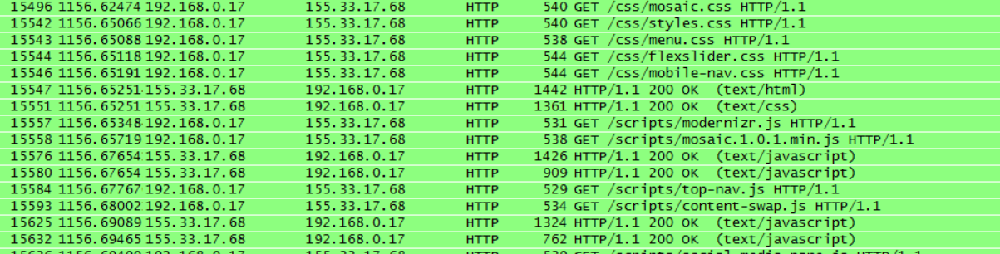 15496 1156.62474 192.168.0.17 155.33.17.68 HTTP 540 GET /css/mosaic.css HTTP/1.1
15542 1156.65066 192.168.0.17 155.33.17.68 HTTP 540 GET /css/styles.css HTTP/1.1
15543 1156.65088 192.168.0.17 155.33.17.68 HTTP 538 GET /css/menu.css HTTP/1.1
15544 1156.65118 192.168.0.17 155.33.17.68 HTTP 544 GET /css/flexslider.css HTTP/1.1
15546 1156.65191 192.168.0.17 155.33.17.68 HTTP 544 GET /css/mobile-nav.css HTTP/1.1
15547 1156.65251 155.33.17.68 192.168.0.17 HTTP 1442 HTTP/1.1 200 OK (text/html)
15551 1156.65251 155.33.17.68 192.168.0.17 HTTP 1361 HTTP/1.1 200 OK (text/css)
15557 1156.65348 192.168.0.17 155.33.17.68 HTTP 531 GET /scripts/modernizr.js HTTP/1.1
15558 1156.65719 192.168.0.17 155.33.17.68 HTTP 538 GET /scripts/mosaic.1.0.1.min.js HTTP/1.1
15576 1156.67654 155.33.17.68 192.168.0.17 HTTP 1426 HTTP/1.1 200 OK (text/javascript)
15580 1156.67654 155.33.17.68 192.168.0.17 HTTP 909 HTTP/1.1 200 OK (text/javascript)
15584 1156.67767 192.168.0.17 155.33.17.68 HTTP 529 GET /scripts/top-nav.js HTTP/1.1
15593 1156.68002 192.168.0.17 155.33.17.68 HTTP 534 GET /scripts/content-swap.js HTTP/1.1
15625 1156.69089 155.33.17.68 192.168.0.17 HTTP 1324 HTTP/1.1 200 OK (text/javascript)
15632 1156.69465 155.33.17.68 192.168.0.17 HTTP 762 HTTP/1.1 200 OK (text/javascript)